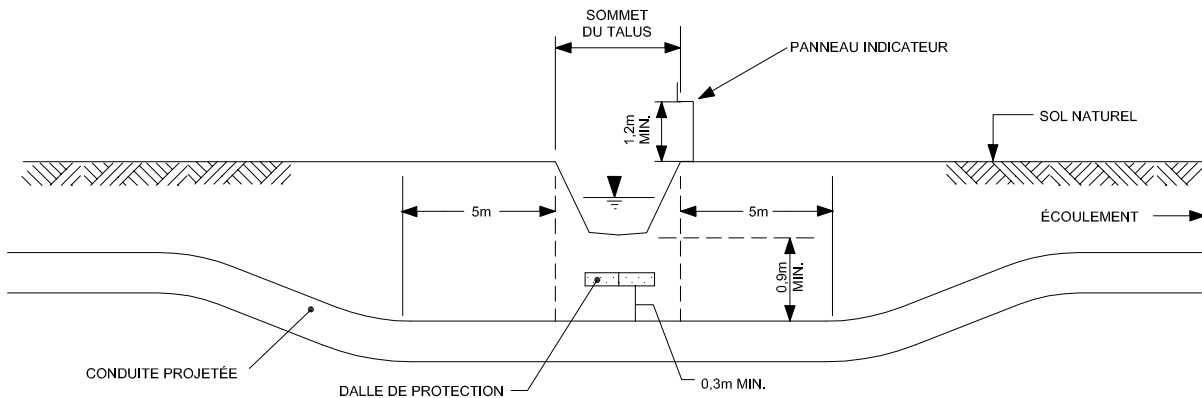 SOMMET
DU TALUS
PANNEAU INDICATEUR
1,2m
MIN.
SOL NATUREL
5m
5m
ÉCOULEMENT
0,9m
MIN.
CONDUITE PROJETÉE
DALLE DE PROTECTION
0,3m MIN.